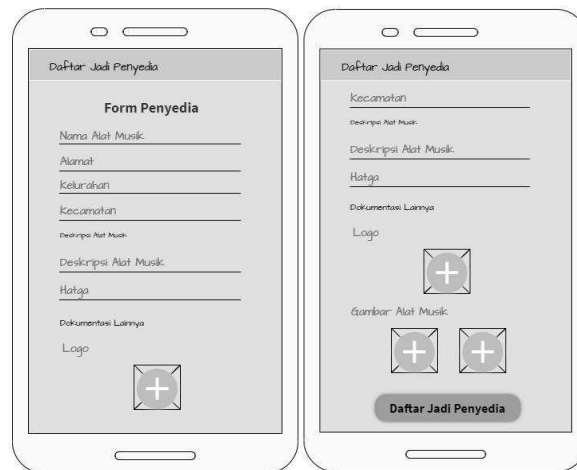 Daftar Jadi Penyedia
Form Penyedia
Nama Alat Musik
Alamat
Kelurahan
Kecamatan
Deskripsi Alat Musik
Deskripsi Alat Musik
Hatga
Dokumentasi Lainnya
Logo
Daftar Jadi Penyedia
Kecamatan
Deskripsi Alat Musik
Deskripsi Alat Musik
Hatga
Dokumentasi Lainnya
Logo
Gambar Alat Musik
Daftar Jadi Penyedia